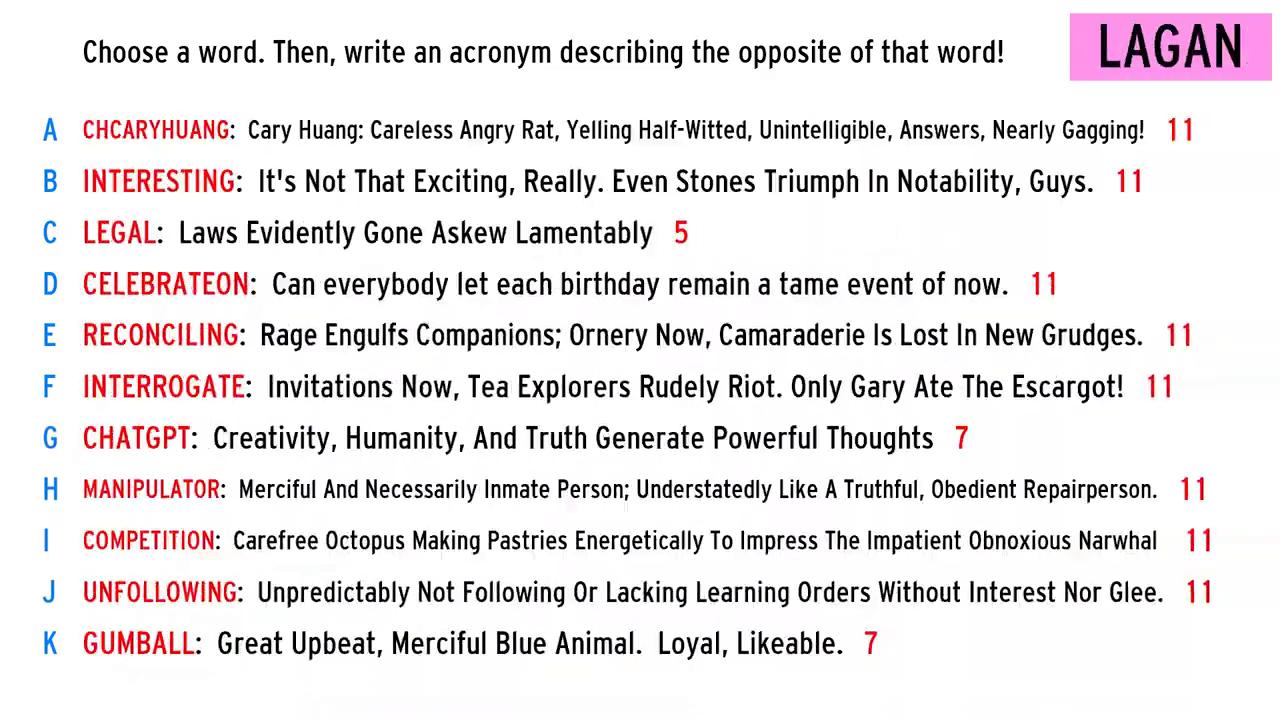 Choose a word. Then, write an acronym describing the opposite of that word!
LAGAN
A CHCARYHUANG: Cary Huang: Careless Angry Rat, Yelling Half-Witted, Unintelligible, Answers, Nearly Gagging! 11
B INTERESTING: It's Not That Exciting, Really. Even Stones Triumph In Notability, Guys. 11
C LEGAL: Laws Evidently Gone Askew Lamentably 5
D CELEBRATEON: Can everybody let each birthday remain a tame event of now. 11
E RECONCILING: Rage Engulfs Companions; Ornery Now, Camaraderie Is Lost In New Grudges. 11
F INTERROGATE: Invitations Now, Tea Explorers Rudely Riot. Only Gary Ate The Escargot! 11
G CHATGPT: Creativity, Humanity, And Truth Generate Powerful Thoughts 7
H MANIPULATOR: Merciful And Necessarily Inmate Person; Understatedly Like A Truthful, Obedient Repairperson. 11
I COMPETITION: Carefree Octopus Making Pastries Energetically To Impress The Impatient Obnoxious Narwhal 11
J UNFOLLOWING: Unpredictably Not Following Or Lacking Learning Orders Without Interest Nor Glee. 11
K GUMBALL: Great Upbeat, Merciful Blue Animal. Loyal, Likeable. 7